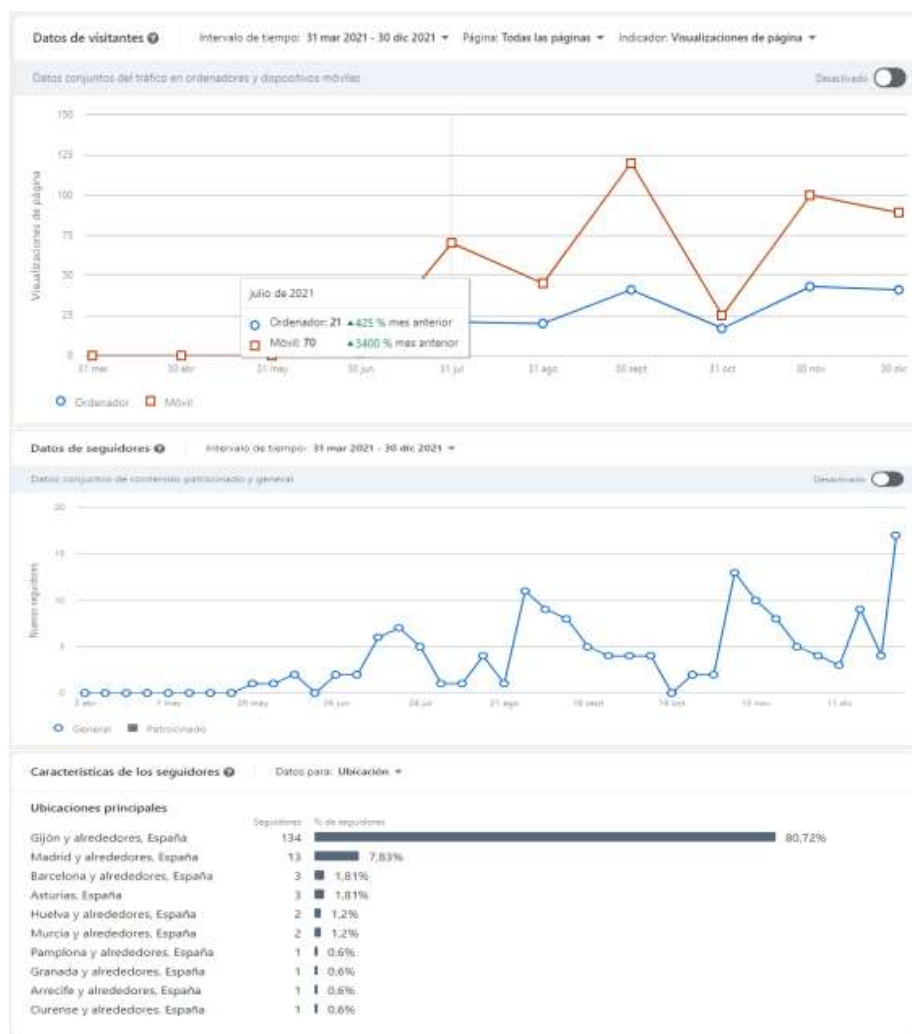 Datos de visitantes Intervalo de tiempo: 31 mar 2021 - 30 dic 2021 Página: Todas las páginas Indicador: Visualizaciones de página
Datos conjuntos del tráfico en ordenadores y dispositivos móviles Desactivado
Visualizaciones de página
150
125
100
75
50
25
0
julio de 2021
Ordenador: 21 ▲425 % mes anterior
Móvil: 70 ▲3400 % mes anterior
31 mar 30 abr 31 may 30 jun 31 jul 31 ago 30 sept 31 oct 30 nov 30 dic
Ordenador Móvil
Datos de seguidores Intervalo de tiempo: 31 mar 2021 - 30 dic 2021
Datos conjuntos de contenido patrocinado y general Desactivado
Nuevos seguidores
20
15
10
5
0
3 abr 1 may 29 may 26 jun 24 jul 21 ago 18 sept 16 oct 13 nov 11 dic
General Patrocinado
Características de los seguidores Datos para: Ubicación
Ubicaciones principales
Seguidores % de seguidores
Gijón y alrededores, España 134 80,72%
Madrid y alrededores, España 13 7,83%
Barcelona y alrededores, España 3 1,81%
Asturias, España 3 1,81%
Huelva y alrededores, España 2 1,2%
Murcia y alrededores, España 2 1,2%
Pamplona y alrededores, España 1 0,6%
Granada y alrededores, España 1 0,6%
Arrecife y alrededores, España 1 0,6%
Ourense y alrededores, España 1 0,6%